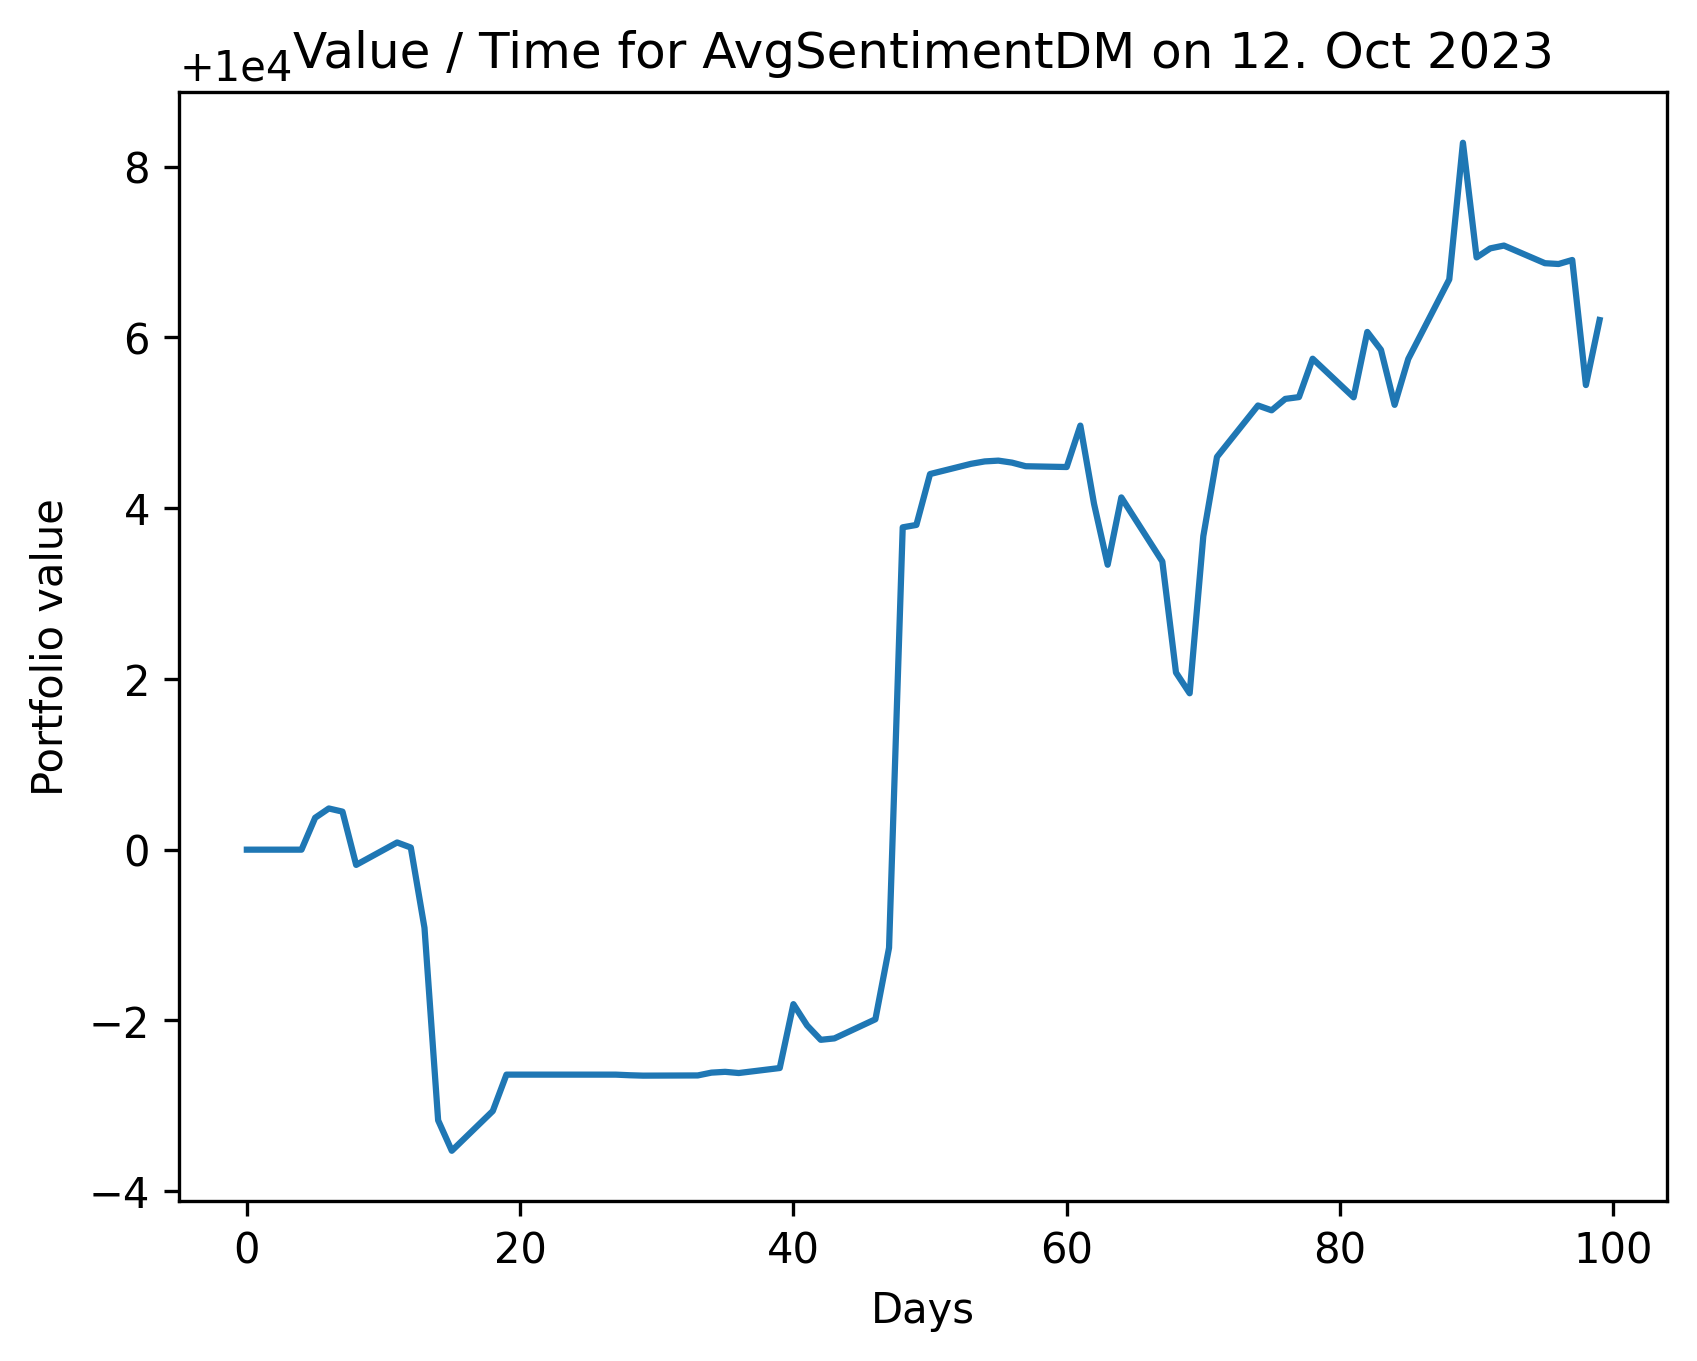 Value / Time for AvgSentimentDM on 12. Oct 2023
+1e4
8
6
4
2
0
−2
−4
Portfolio value
0 20 40 60 80 100
Days